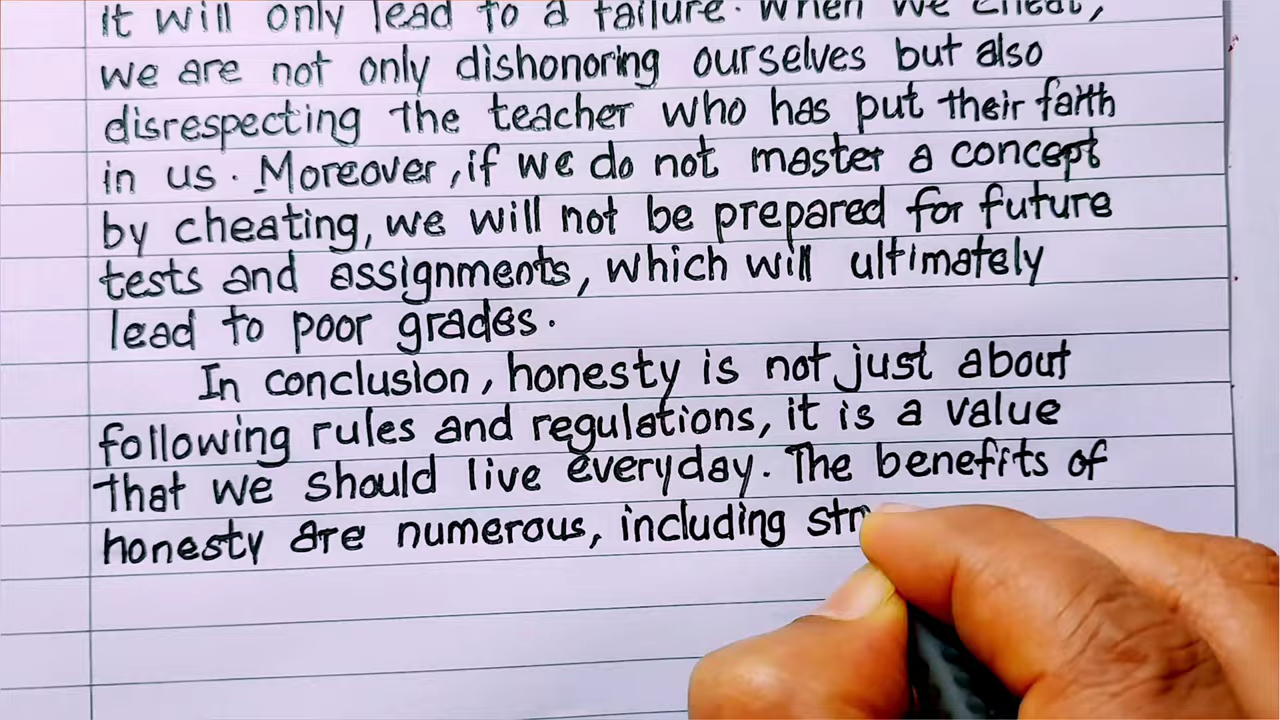 it will only lead to a failure. When we cheat,
we are not only dishonoring ourselves but also
disrespecting the teacher who has put their faith
in us. Moreover, if we do not master a concept
by cheating, we will not be prepared for future
tests and assignments, which will ultimately
lead to poor grades.
In conclusion, honesty is not just about
following rules and regulations, it is a value
that we should live everyday. The benefits of
honesty are numerous, including str